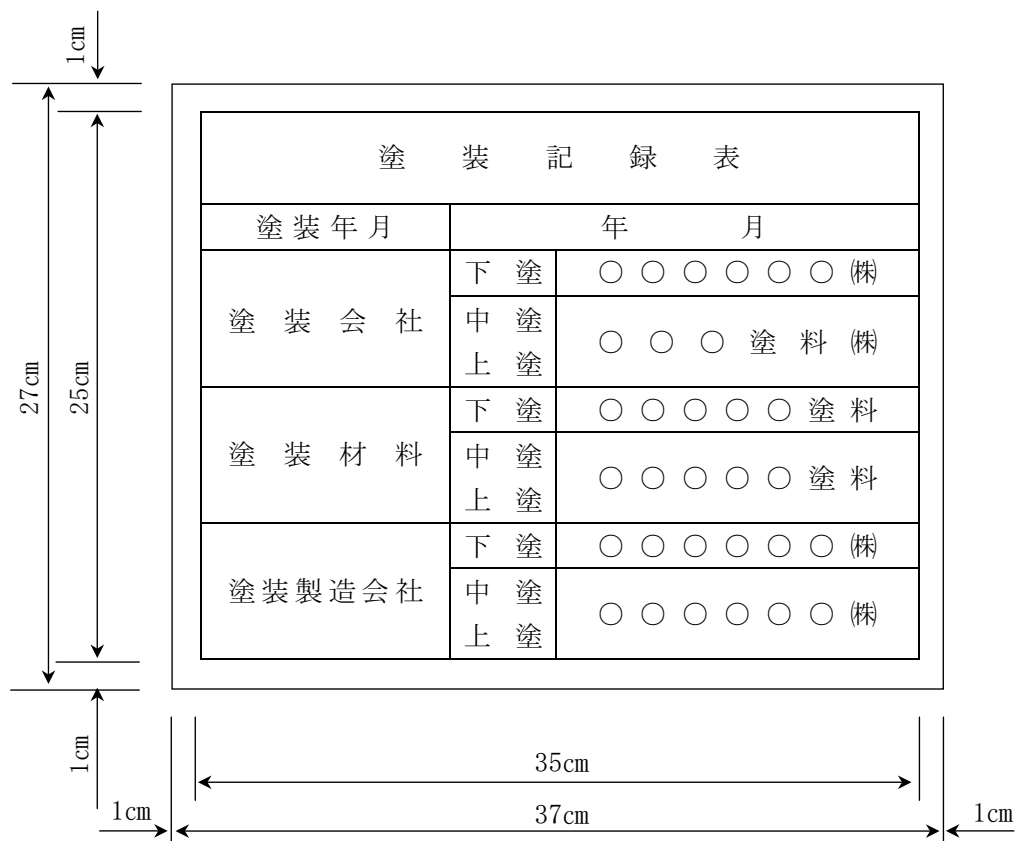 1cm
塗装記録表
塗装年月 年 月
塗装会社 下塗 ○○○○○○㈱
中塗
上塗 ○○○塗料㈱
塗装材料 下塗 ○○○○○塗料
中塗
上塗 ○○○○○塗料
塗装製造会社 下塗 ○○○○○○㈱
中塗
上塗 ○○○○○○㈱
27cm
25cm
1cm
35cm
1cm
37cm
1cm